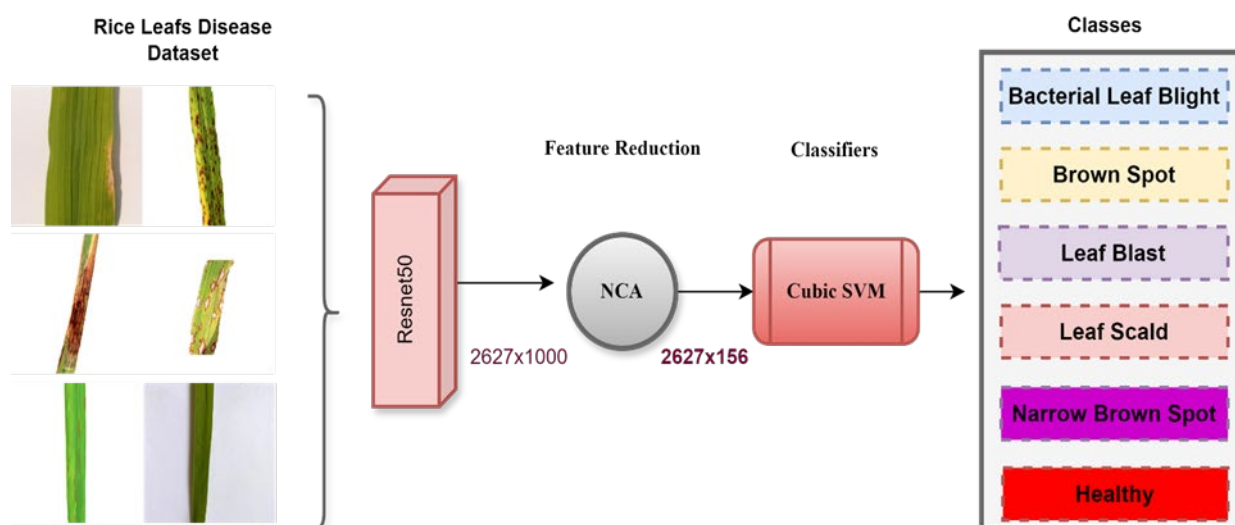 Rice Leafs Disease
Dataset
Resnet50
2627x1000
Feature Reduction
NCA
2627x156
Classifiers
Cubic SVM
Classes
Bacterial Leaf Blight
Brown Spot
Leaf Blast
Leaf Scald
Narrow Brown Spot
Healthy